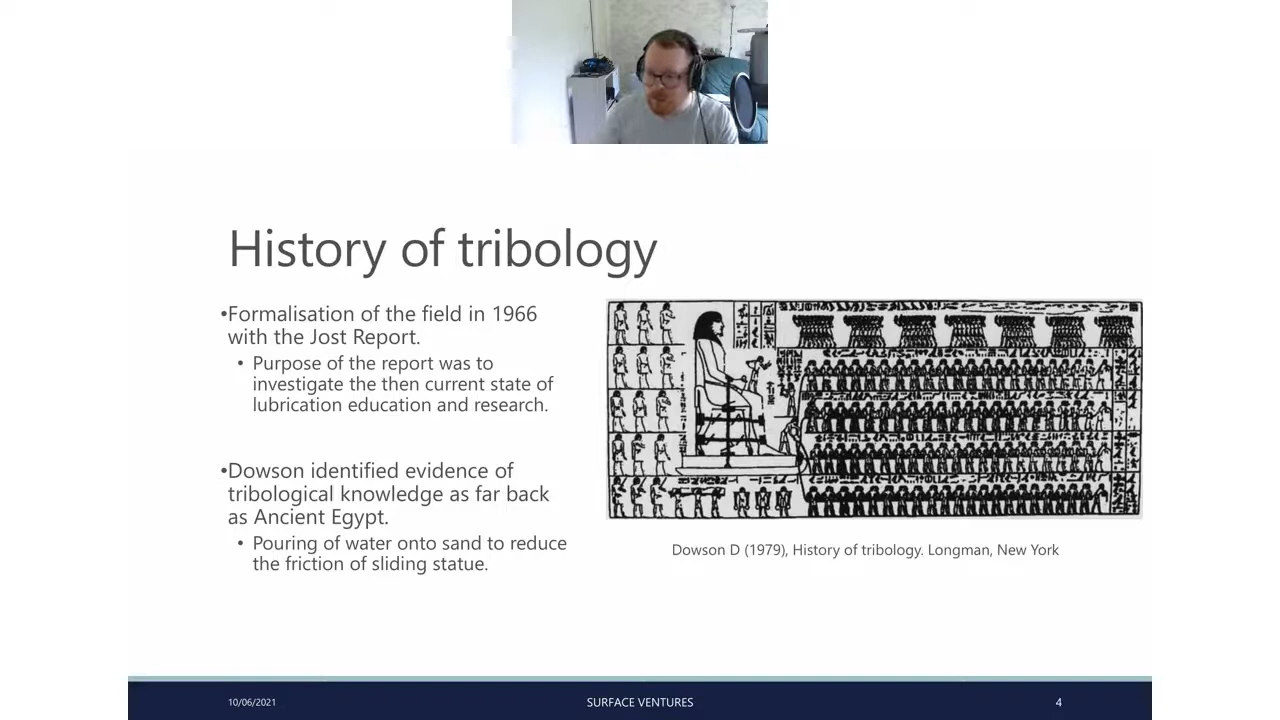 History of tribology
•Formalisation of the field in 1966
with the Jost Report.
• Purpose of the report was to
investigate the then current state of
lubrication education and research.
•Dowson identified evidence of
tribological knowledge as far back
as Ancient Egypt.
• Pouring of water onto sand to reduce
the friction of sliding statue.
Dowson D (1979), History of tribology. Longman, New York
10/06/2021
SURFACE VENTURES
4